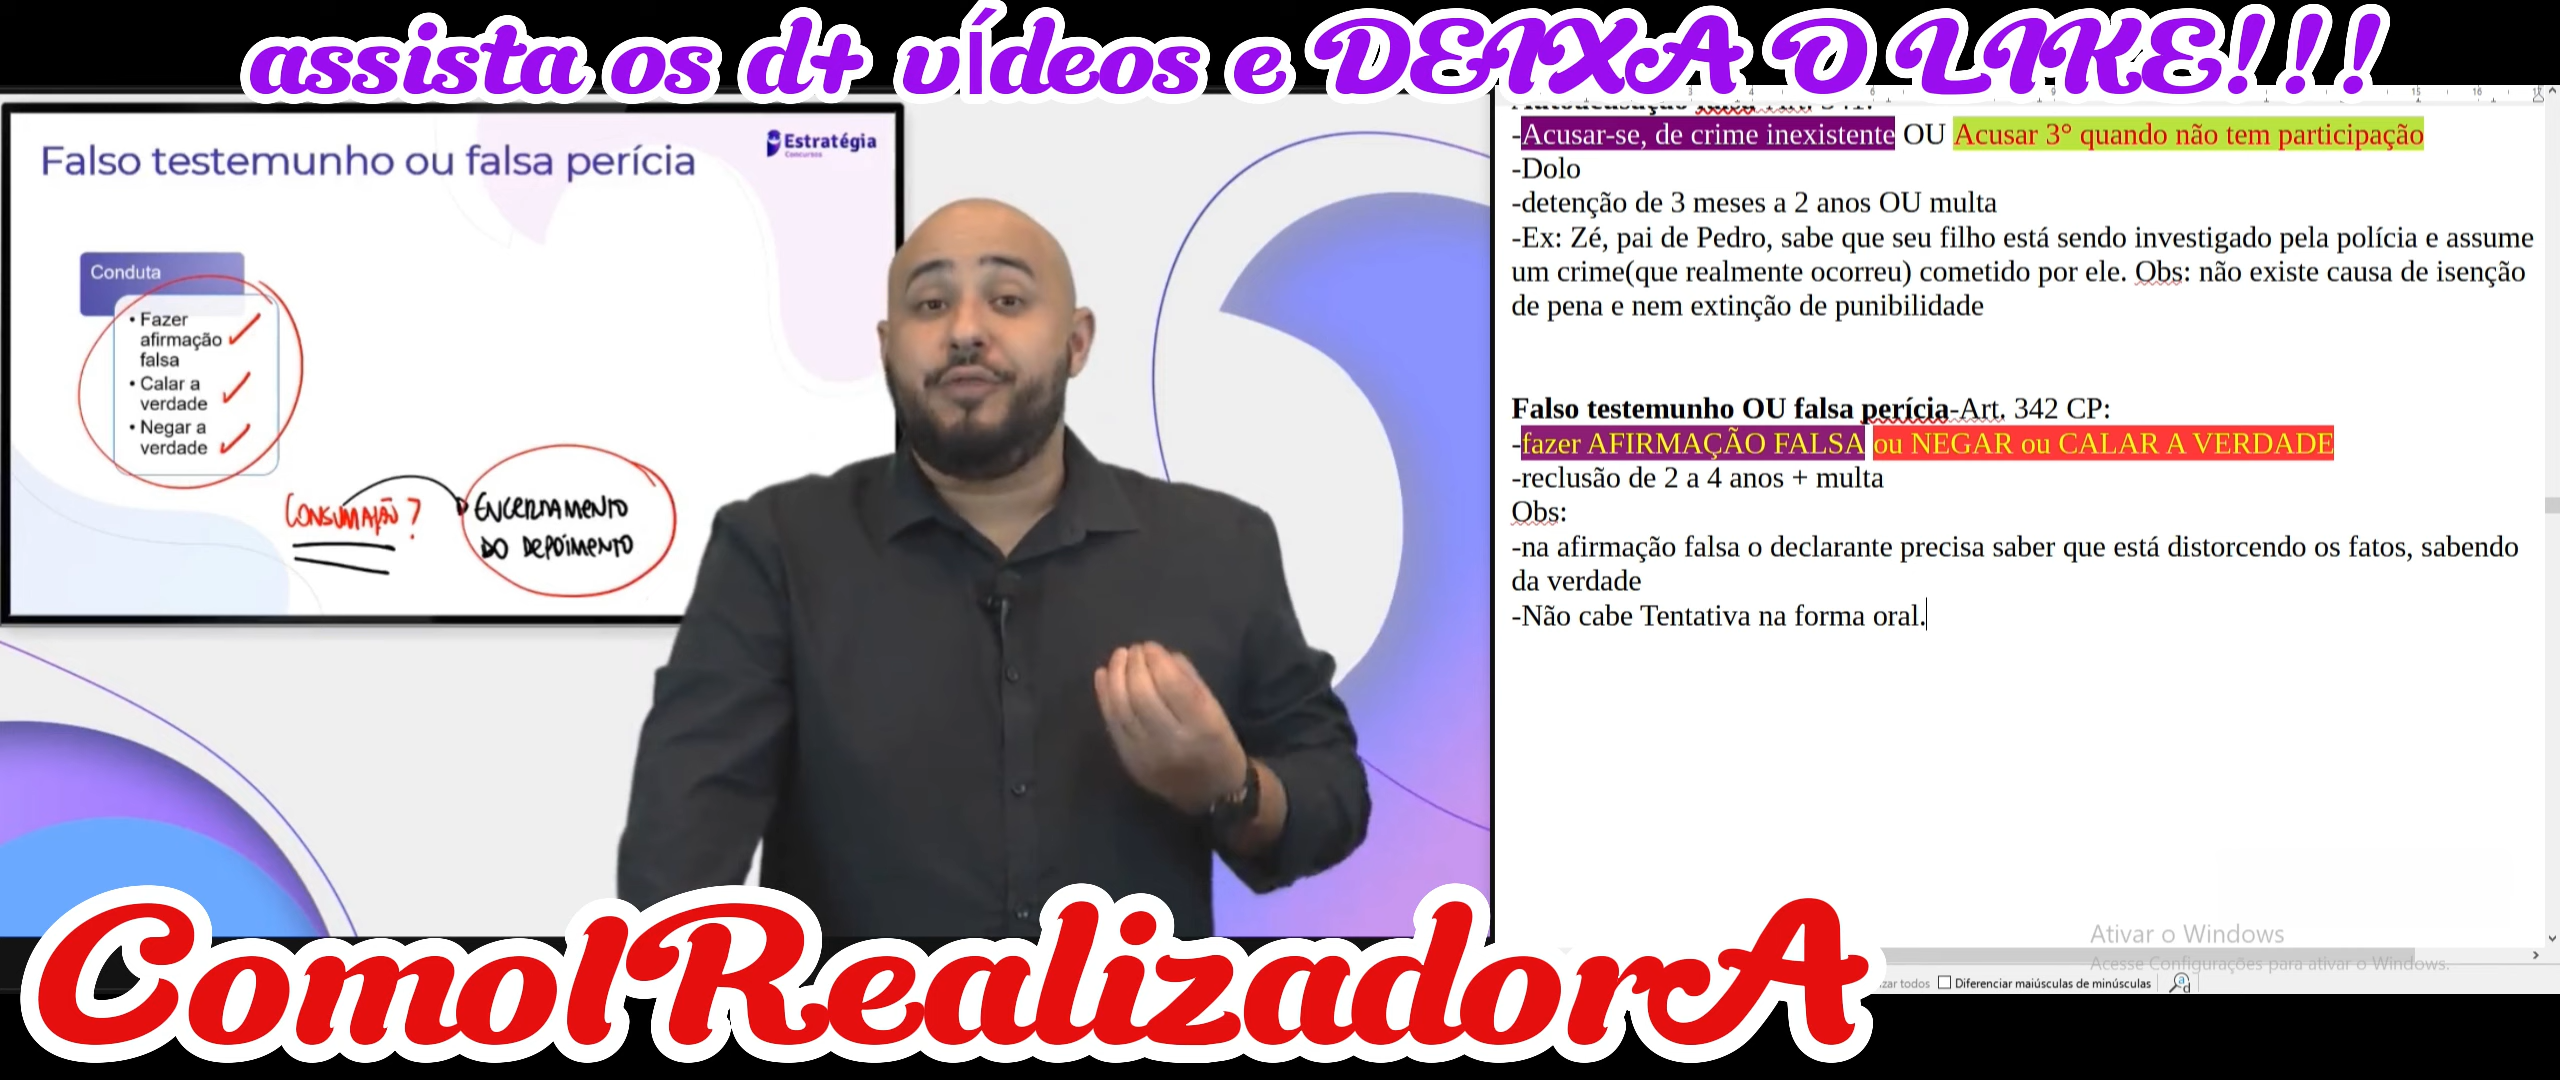 assista os d+ vídeos e DEIXA O LIKE!!!
Estratégia
Concursos
Falso testemunho ou falsa perícia
Conduta
• Fazer
afirmação
falsa
• Calar a
verdade
• Negar a
verdade
CONSUMAÇÃO?
ENCERRAMENTO
DO DEPOIMENTO
-Acusar-se, de crime inexistente OU Acusar 3° quando não tem participação
-Dolo
-detenção de 3 meses a 2 anos OU multa
-Ex: Zé, pai de Pedro, sabe que seu filho está sendo investigado pela polícia e assume
um crime(que realmente ocorreu) cometido por ele. Obs: não existe causa de isenção
de pena e nem extinção de punibilidade
Falso testemunho OU falsa perícia-Art. 342 CP:
-fazer AFIRMAÇÃO FALSA ou NEGAR ou CALAR A VERDADE
-reclusão de 2 a 4 anos + multa
Obs:
-na afirmação falsa o declarante precisa saber que está distorcendo os fatos, sabendo
da verdade
-Não cabe Tentativa na forma oral.
Ativar o Windows
Acesse Configurações para ativar o Windows.
todos Diferenciar maiúsculas de minúsculas
ComolRealizadorA